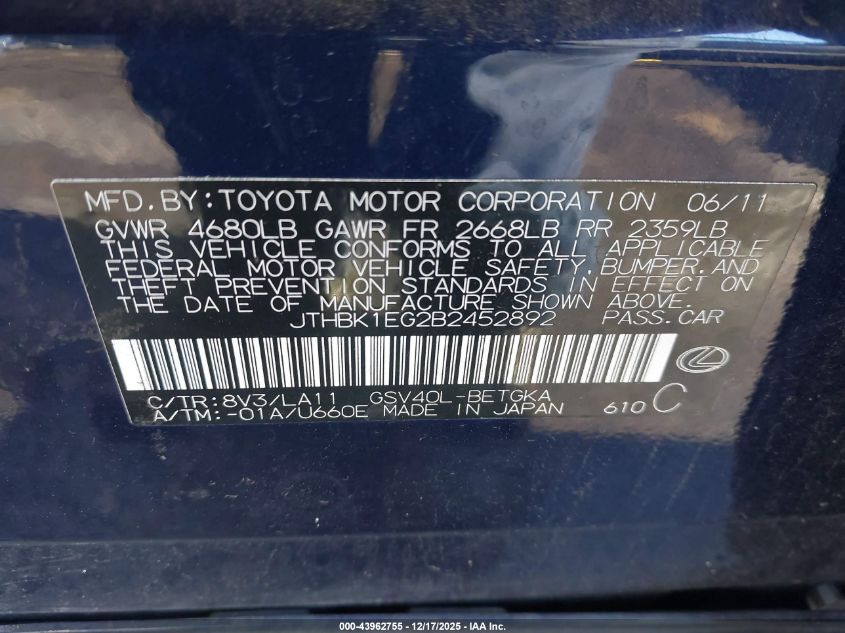 MFD. BY: TOYOTA MOTOR CORPORATION 06/11
GVWR 4680LB GAWR FR 2668LB RR 2359LB
THIS VEHICLE CONFORMS TO ALL APPLICABLE
FEDERAL MOTOR VEHICLE SAFETY, BUMPER, AND
THEFT PREVENTION STANDARDS IN EFFECT ON
THE DATE OF MANUFACTURE SHOWN ABOVE.
JTHBK1EG2B2452892 PASS. CAR
C/TR: 8V3/LA11 GSV40L-BETGKA
A/TM: -01A/U660E MADE IN JAPAN 610 C
000-43962755 - 12/17/2025 - IAA Inc.